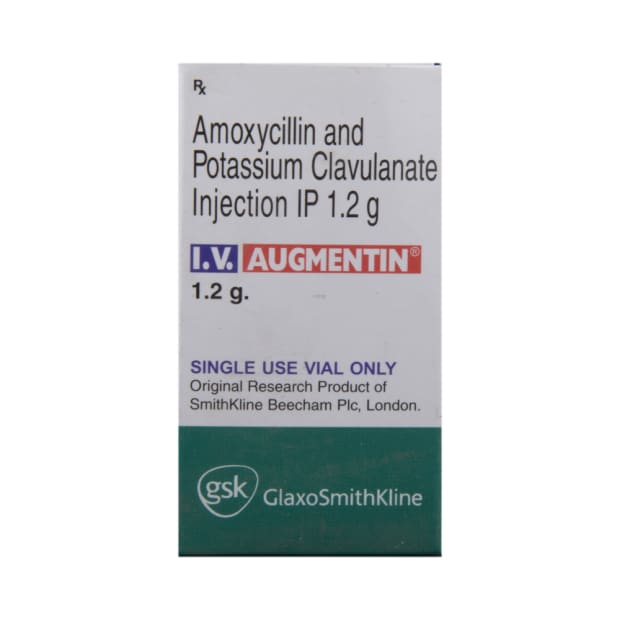 Rx
Amoxycillin and
Potassium Clavulanate
Injection IP 1.2 g
I.V. AUGMENTIN®
1.2 g.
SINGLE USE VIAL ONLY
Original Research Product of
SmithKline Beecham Plc, London.
gsk GlaxoSmithKline